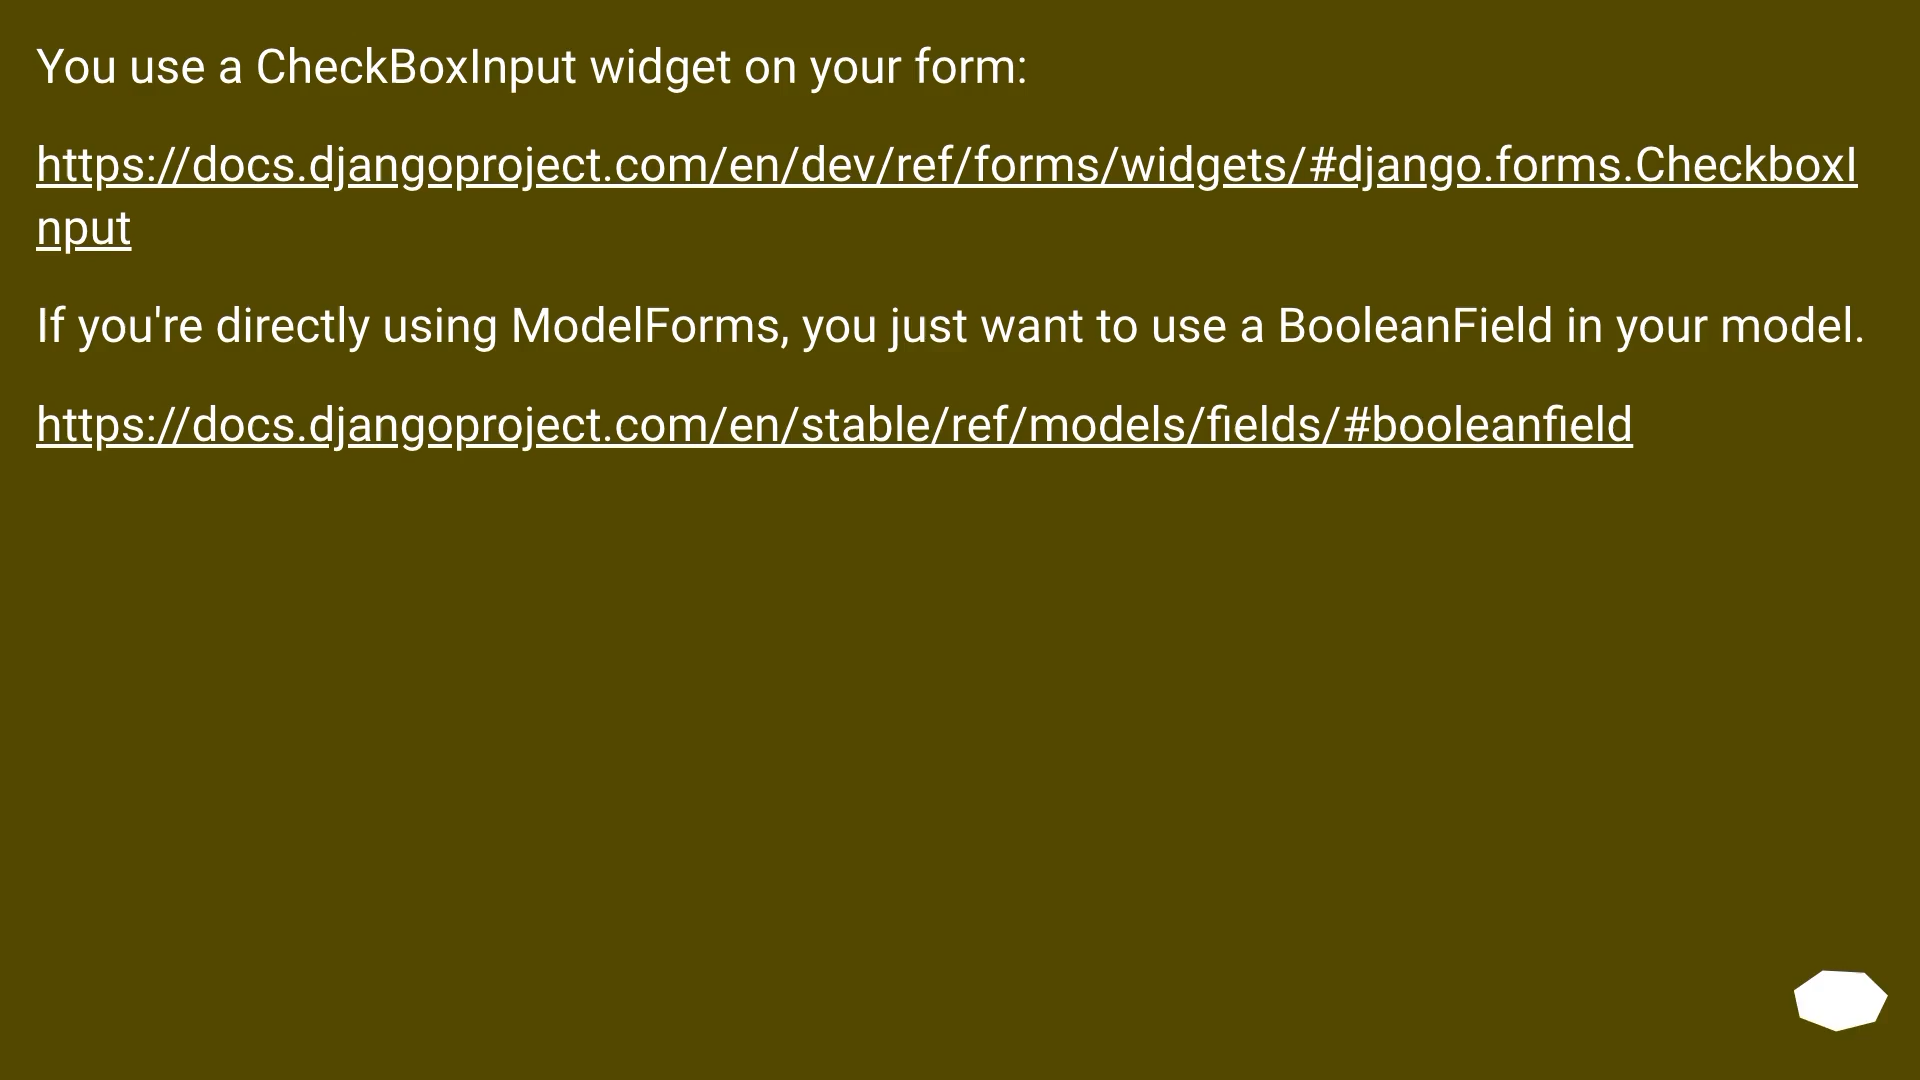 You use a CheckBoxInput widget on your form:
https://docs.djangoproject.com/en/dev/ref/forms/widgets/#django.forms.CheckboxI
nput
If you're directly using ModelForms, you just want to use a BooleanField in your model.
https://docs.djangoproject.com/en/stable/ref/models/fields/#booleanfield